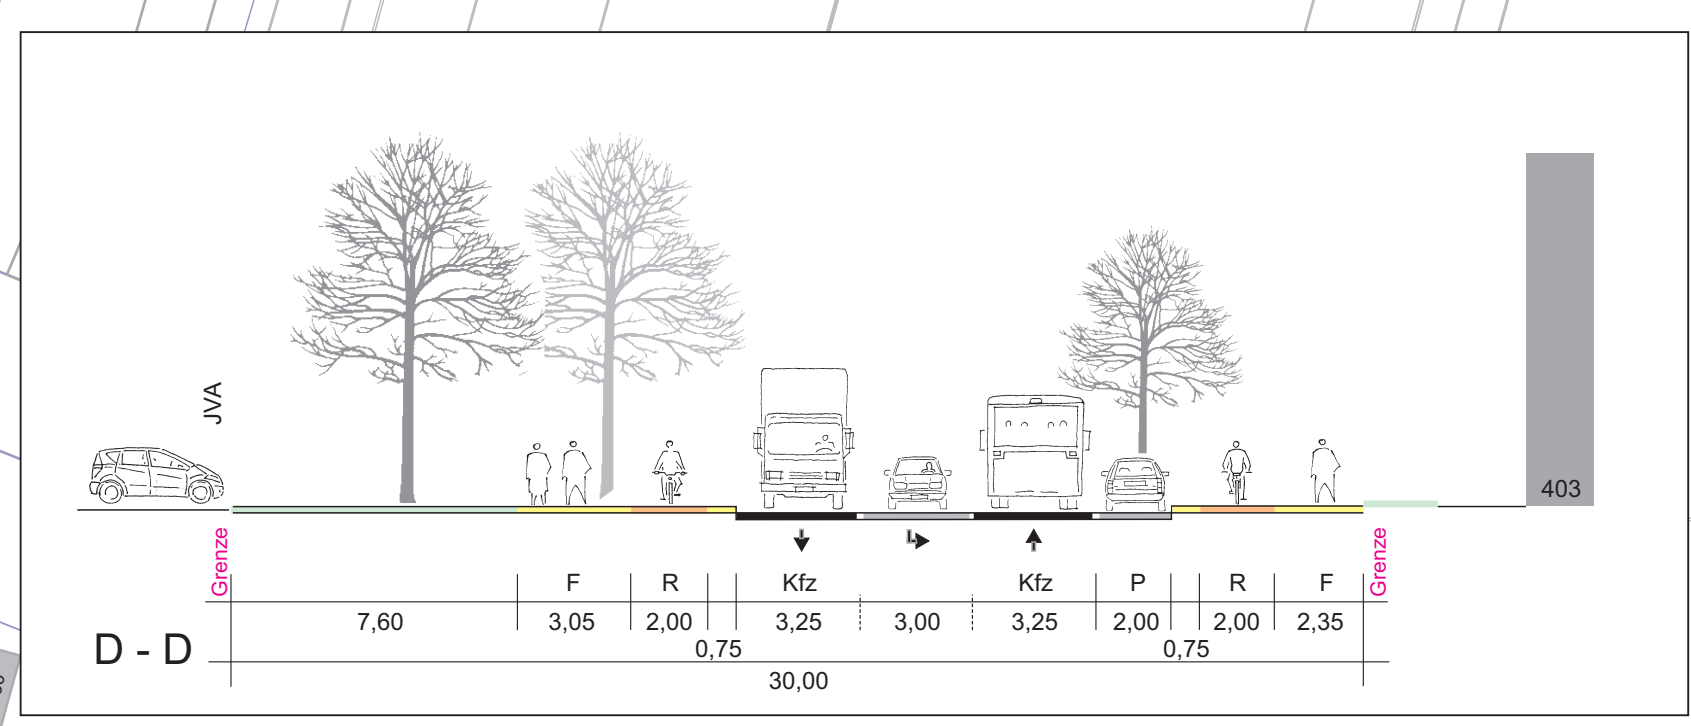 JVA
403
Grenze
Grenze
F R Kfz Kfz P R F
7,60 3,05 2,00 3,25 3,00 3,25 2,00 2,00 2,35
0,75 0,75
D - D
30,00